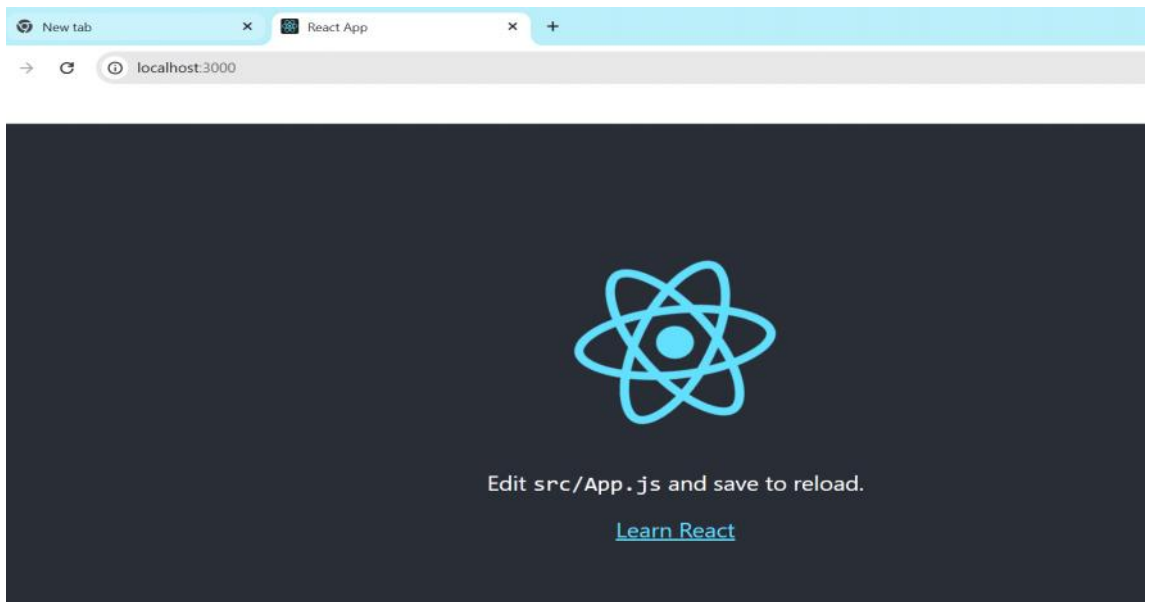 New tab
React App
localhost:3000
Edit src/App.js and save to reload.
Learn React